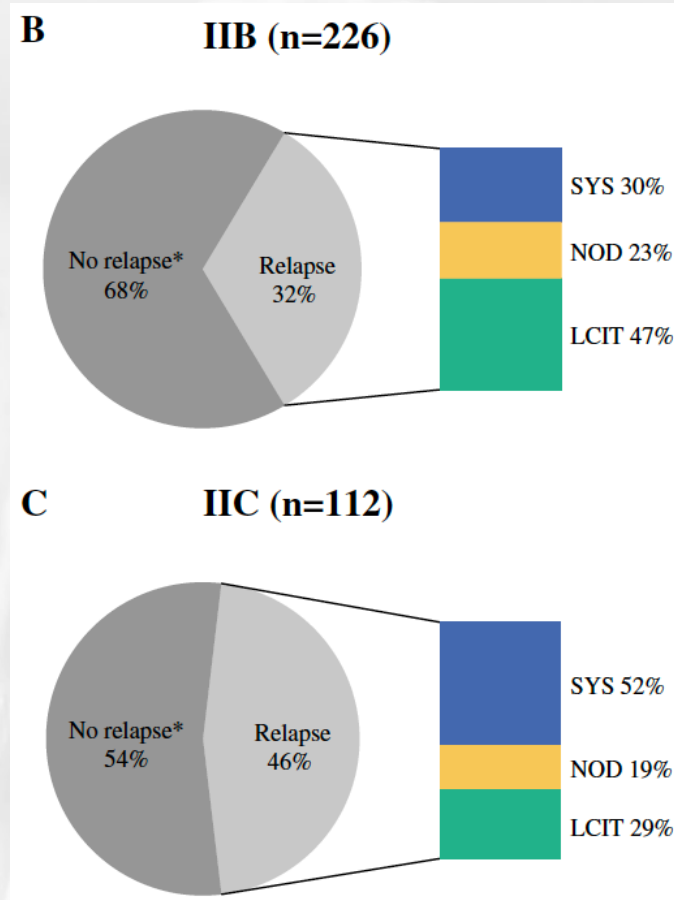 B
IIB (n=226)
No relapse*
68%
Relapse
32%
SYS 30%
NOD 23%
LCIT 47%
C
IIC (n=112)
No relapse*
54%
Relapse
46%
SYS 52%
NOD 19%
LCIT 29%